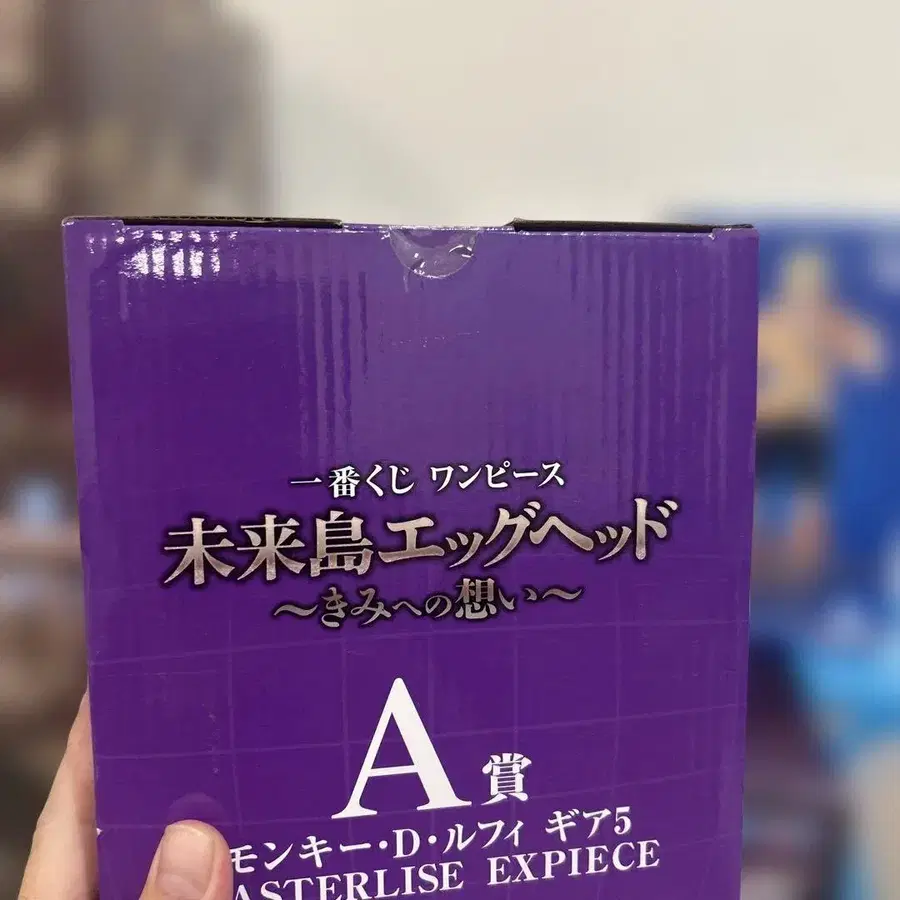 一番くじ ワンピース
未来島エッグヘッド
～きみへの想い～
A賞
モンキー・D・ルフィ ギア5
ASTERLISE EXPIECE